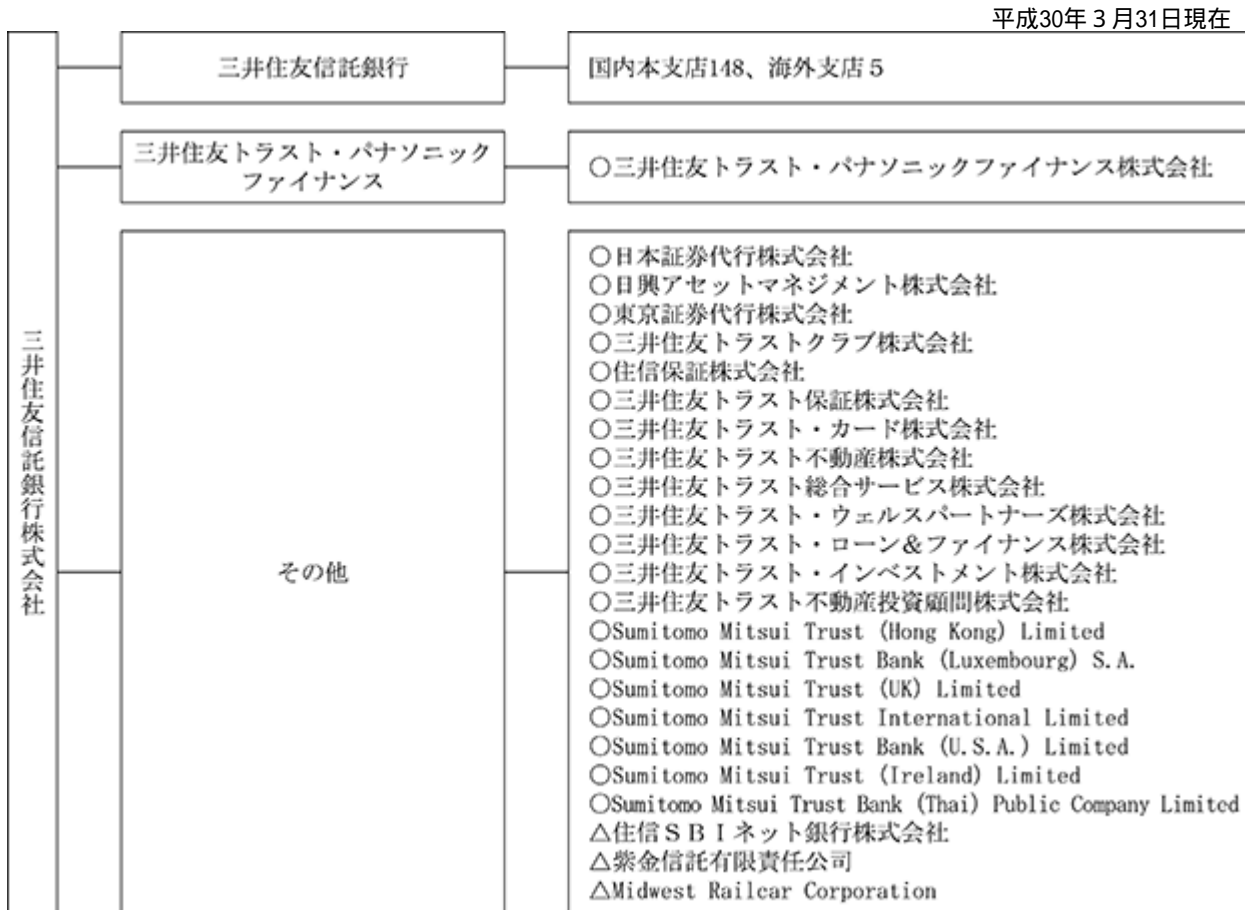 平成30年３月31日現在
三井住友信託銀行株式会社
三井住友信託銀行
国内本支店148、海外支店５
三井住友トラスト・パナソニック
ファイナンス
○三井住友トラスト・パナソニックファイナンス株式会社
その他
○日本証券代行株式会社
○日興アセットマネジメント株式会社
○東京証券代行株式会社
○三井住友トラストクラブ株式会社
○住信保証株式会社
○三井住友トラスト保証株式会社
○三井住友トラスト・カード株式会社
○三井住友トラスト不動産株式会社
○三井住友トラスト総合サービス株式会社
○三井住友トラスト・ウェルスパートナーズ株式会社
○三井住友トラスト・ローン＆ファイナンス株式会社
○三井住友トラスト・インベストメント株式会社
○三井住友トラスト不動産投資顧問株式会社
○Sumitomo Mitsui Trust (Hong Kong) Limited
○Sumitomo Mitsui Trust Bank (Luxembourg) S.A.
○Sumitomo Mitsui Trust (UK) Limited
○Sumitomo Mitsui Trust International Limited
○Sumitomo Mitsui Trust Bank (U.S.A.) Limited
○Sumitomo Mitsui Trust (Ireland) Limited
○Sumitomo Mitsui Trust Bank (Thai) Public Company Limited
△住信ＳＢＩネット銀行株式会社
△紫金信託有限責任公司
△Midwest Railcar Corporation